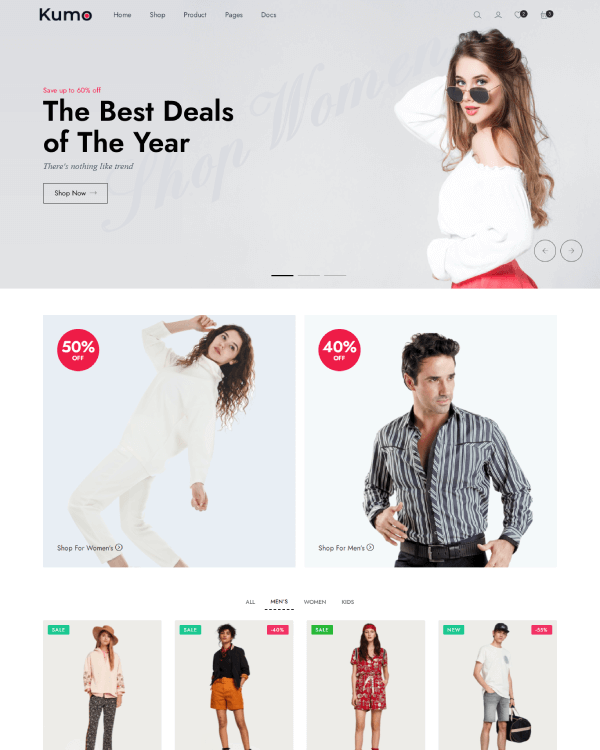 Kumo
Home Shop Product Pages Docs
2 3
Save up to 60% off
The Best Deals
of The Year
There's nothing like trend
Shop Women
Shop Now
50%
OFF
40%
OFF
Shop For Women's
Shop For Men's
ALL MEN'S WOMEN KIDS
SALE SALE -40% SALE NEW -55%